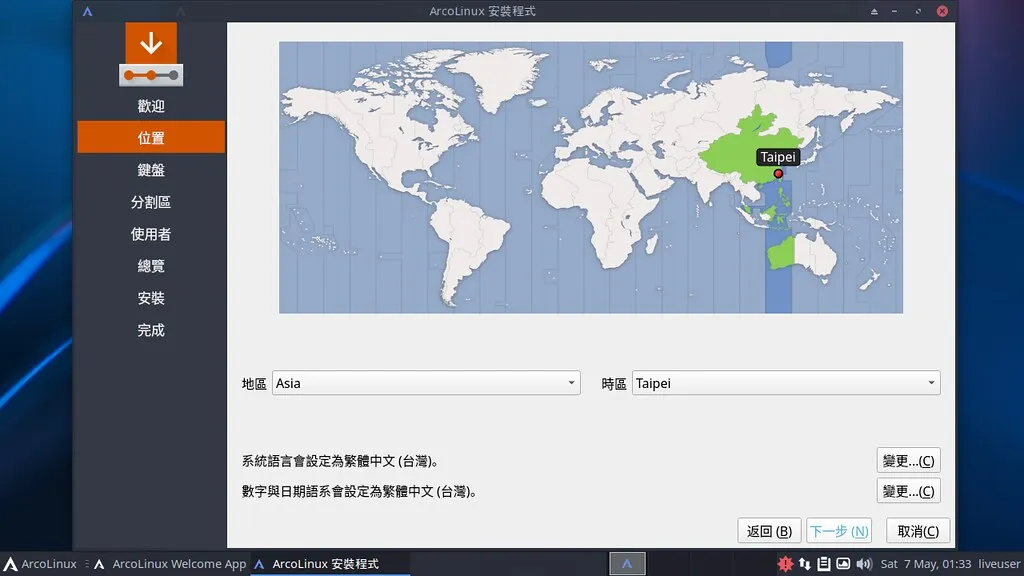 ArcoLinux 安裝程式
歡迎
位置
鍵盤
分割區
使用者
總覽
安裝
完成
Taipei
地區 Asia 時區 Taipei
系統語言會設定為繁體中文 (台灣)。 變更...(C)
數字與日期語系會設定為繁體中文 (台灣)。 變更...(C)
返回 (B) 下一步 (N) 取消(C)
ArcoLinux ArcoLinux Welcome App ArcoLinux 安裝程式 Sat 7 May, 01:33 liveuser